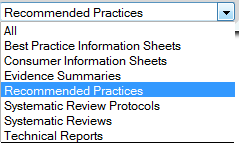 Recommended Practices
All
Best Practice Information Sheets
Consumer Information Sheets
Evidence Summaries
Recommended Practices
Systematic Review Protocols
Systematic Reviews
Technical Reports